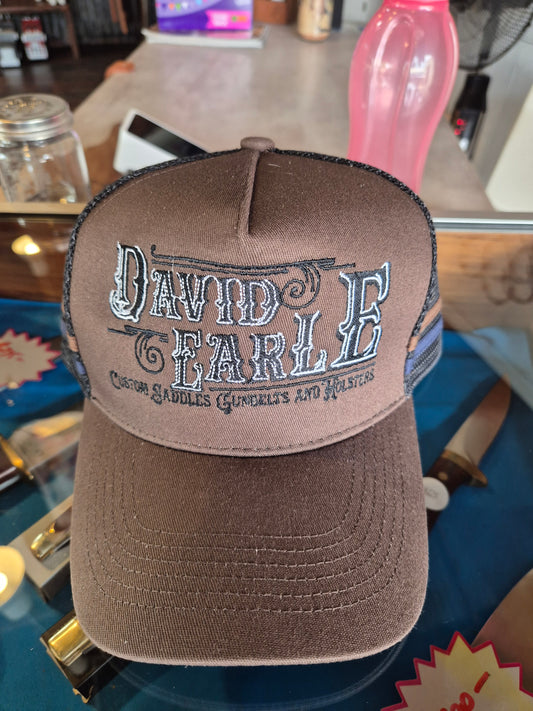 DAVID
EARLE
CUSTOM SADDLES GUNBELTS AND HOLSTERS